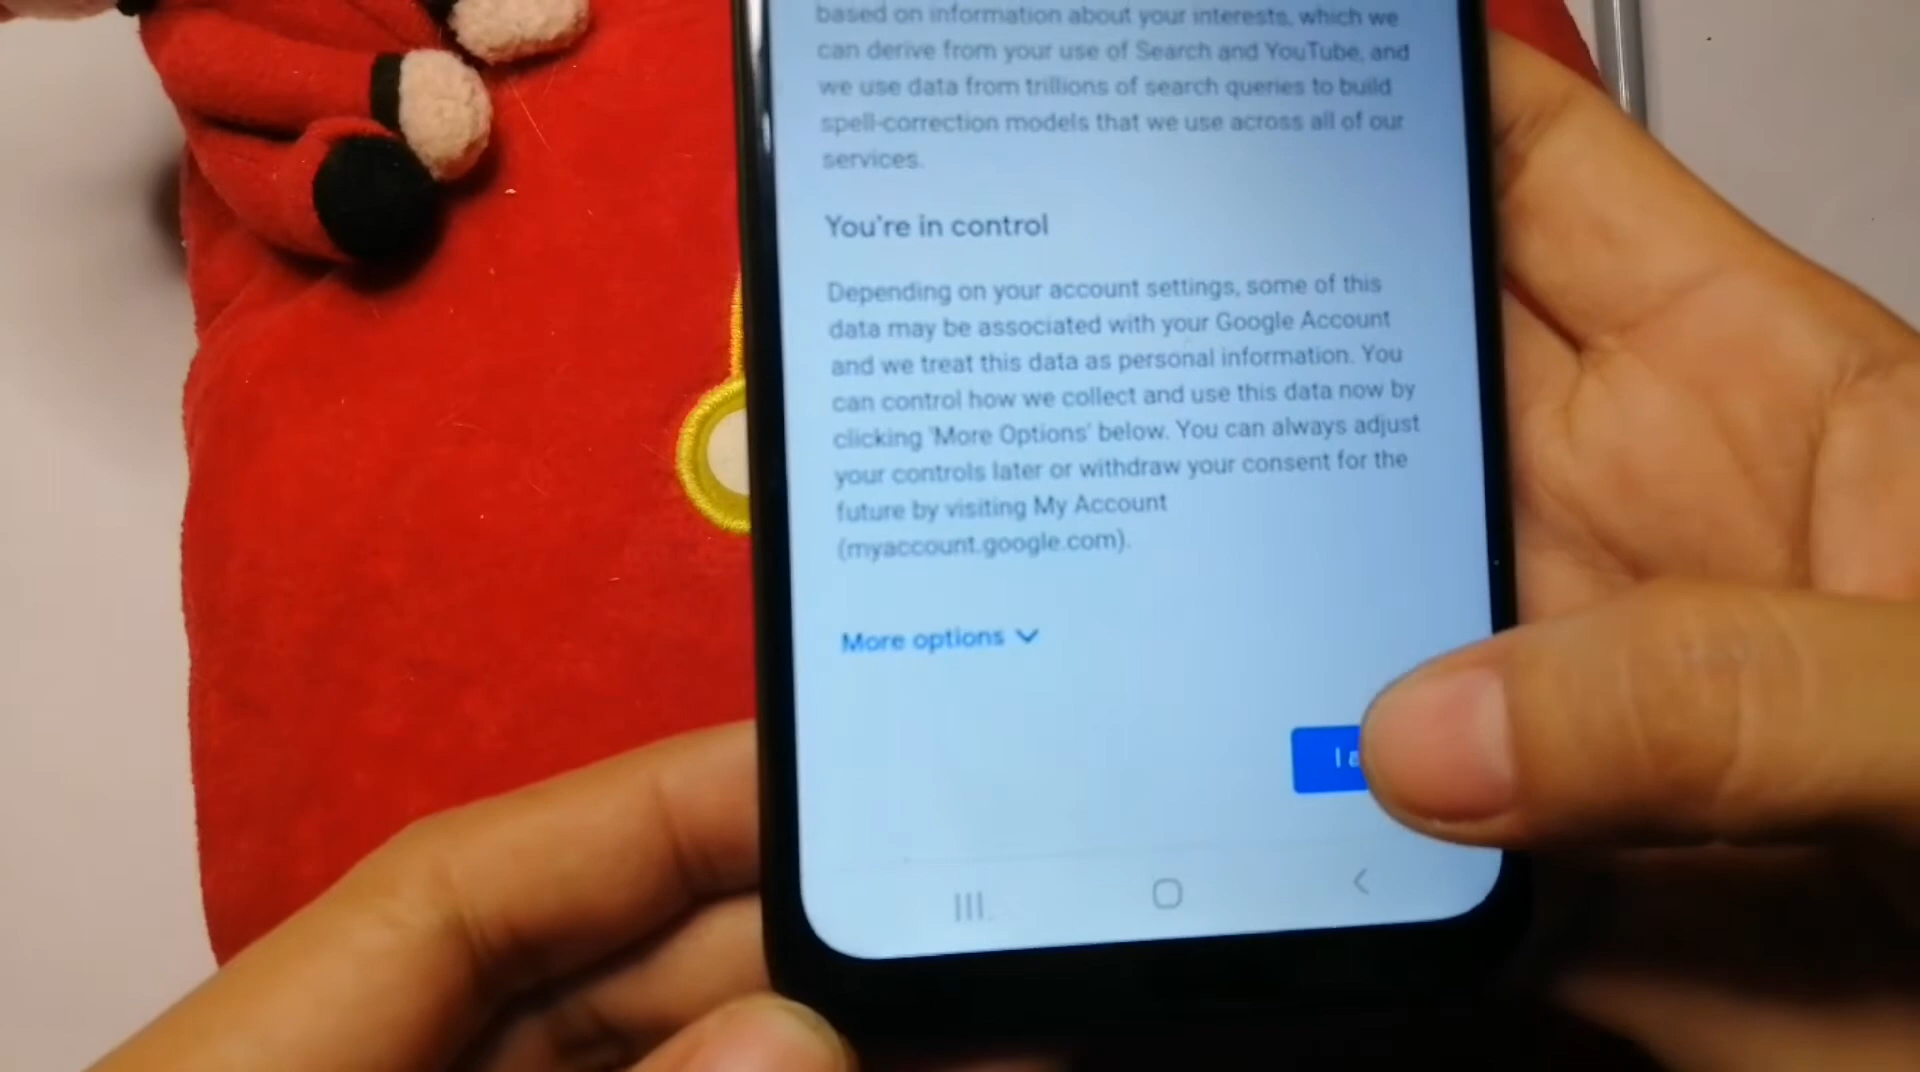 based on information about your interests, which we
can derive from your use of Search and YouTube, and
we use data from trillions of search queries to build
spell-correction models that we use across all of our
services.
You're in control
Depending on your account settings, some of this
data may be associated with your Google Account
and we treat this data as personal information. You
can control how we collect and use this data now by
clicking 'More Options' below. You can always adjust
your controls later or withdraw your consent for the
future by visiting My Account
(myaccount.google.com).
More options
I